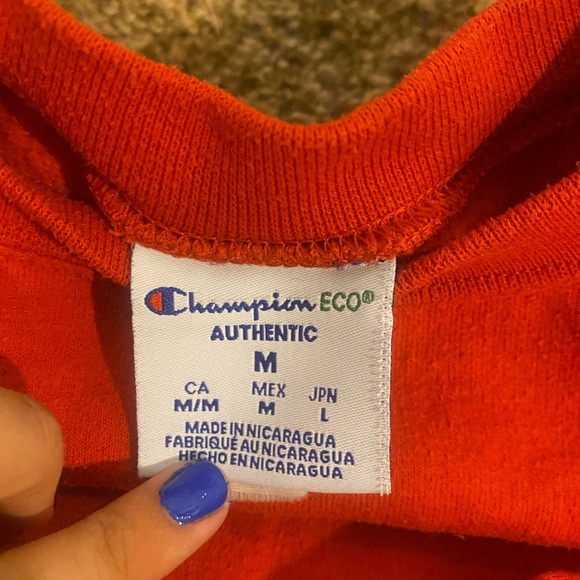 Champion ECO®
AUTHENTIC
M
CA MEX JPN
M/M M L
MADE IN NICARAGUA
FABRIQUÉ AU NICARAGUA
HECHO EN NICARAGUA